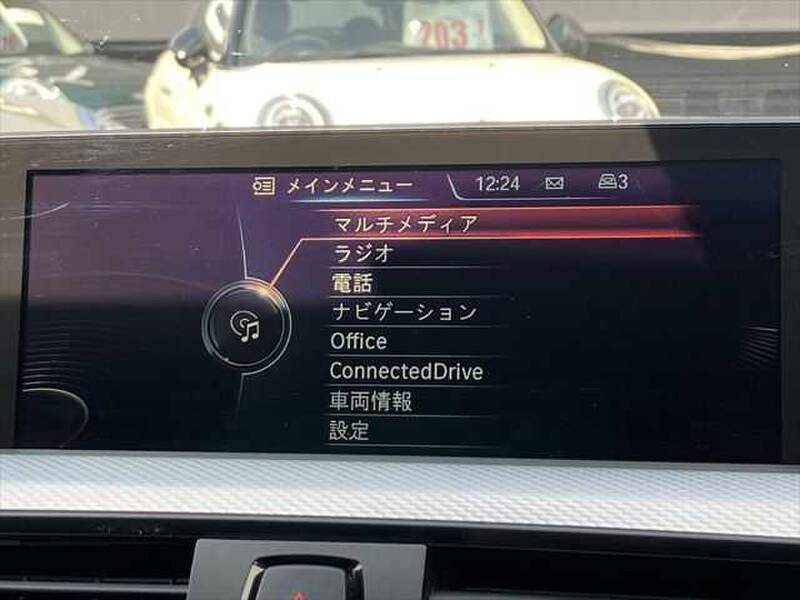 203
メインメニュー 12:24 3
マルチメディア
ラジオ
電話
ナビゲーション
Office
ConnectedDrive
車両情報
設定